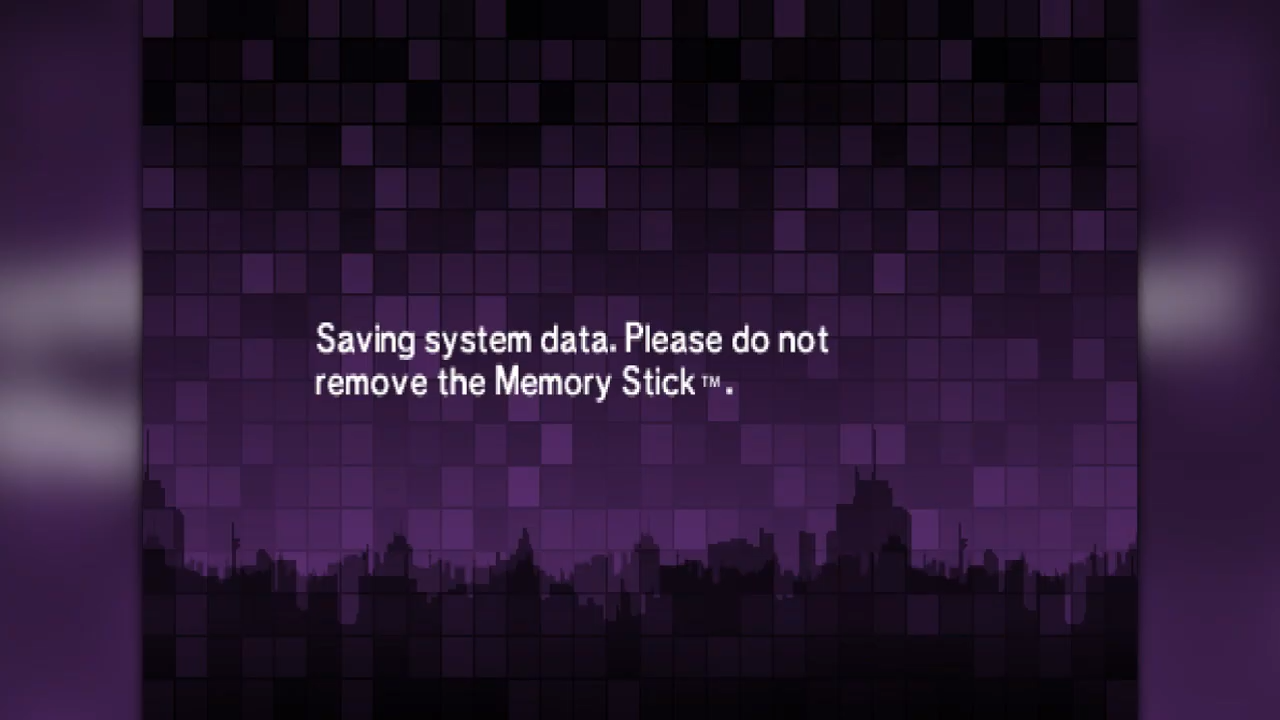 Saving system data. Please do not
remove the Memory Stick™.